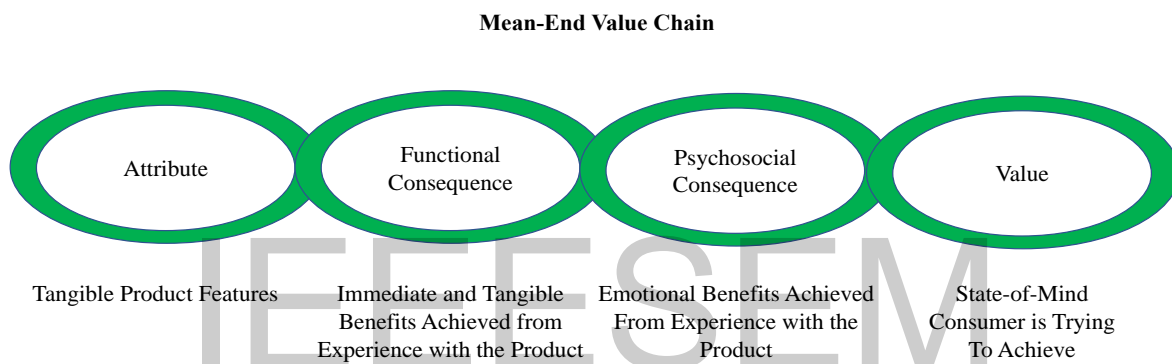 Mean-End Value Chain
Attribute
Functional
Consequence
Psychosocial
Consequence
Value
Tangible Product Features
Immediate and Tangible
Benefits Achieved from
Experience with the Product
Emotional Benefits Achieved
From Experience with the
Product
State-of-Mind
Consumer is Trying
To Achieve
IEEESEM